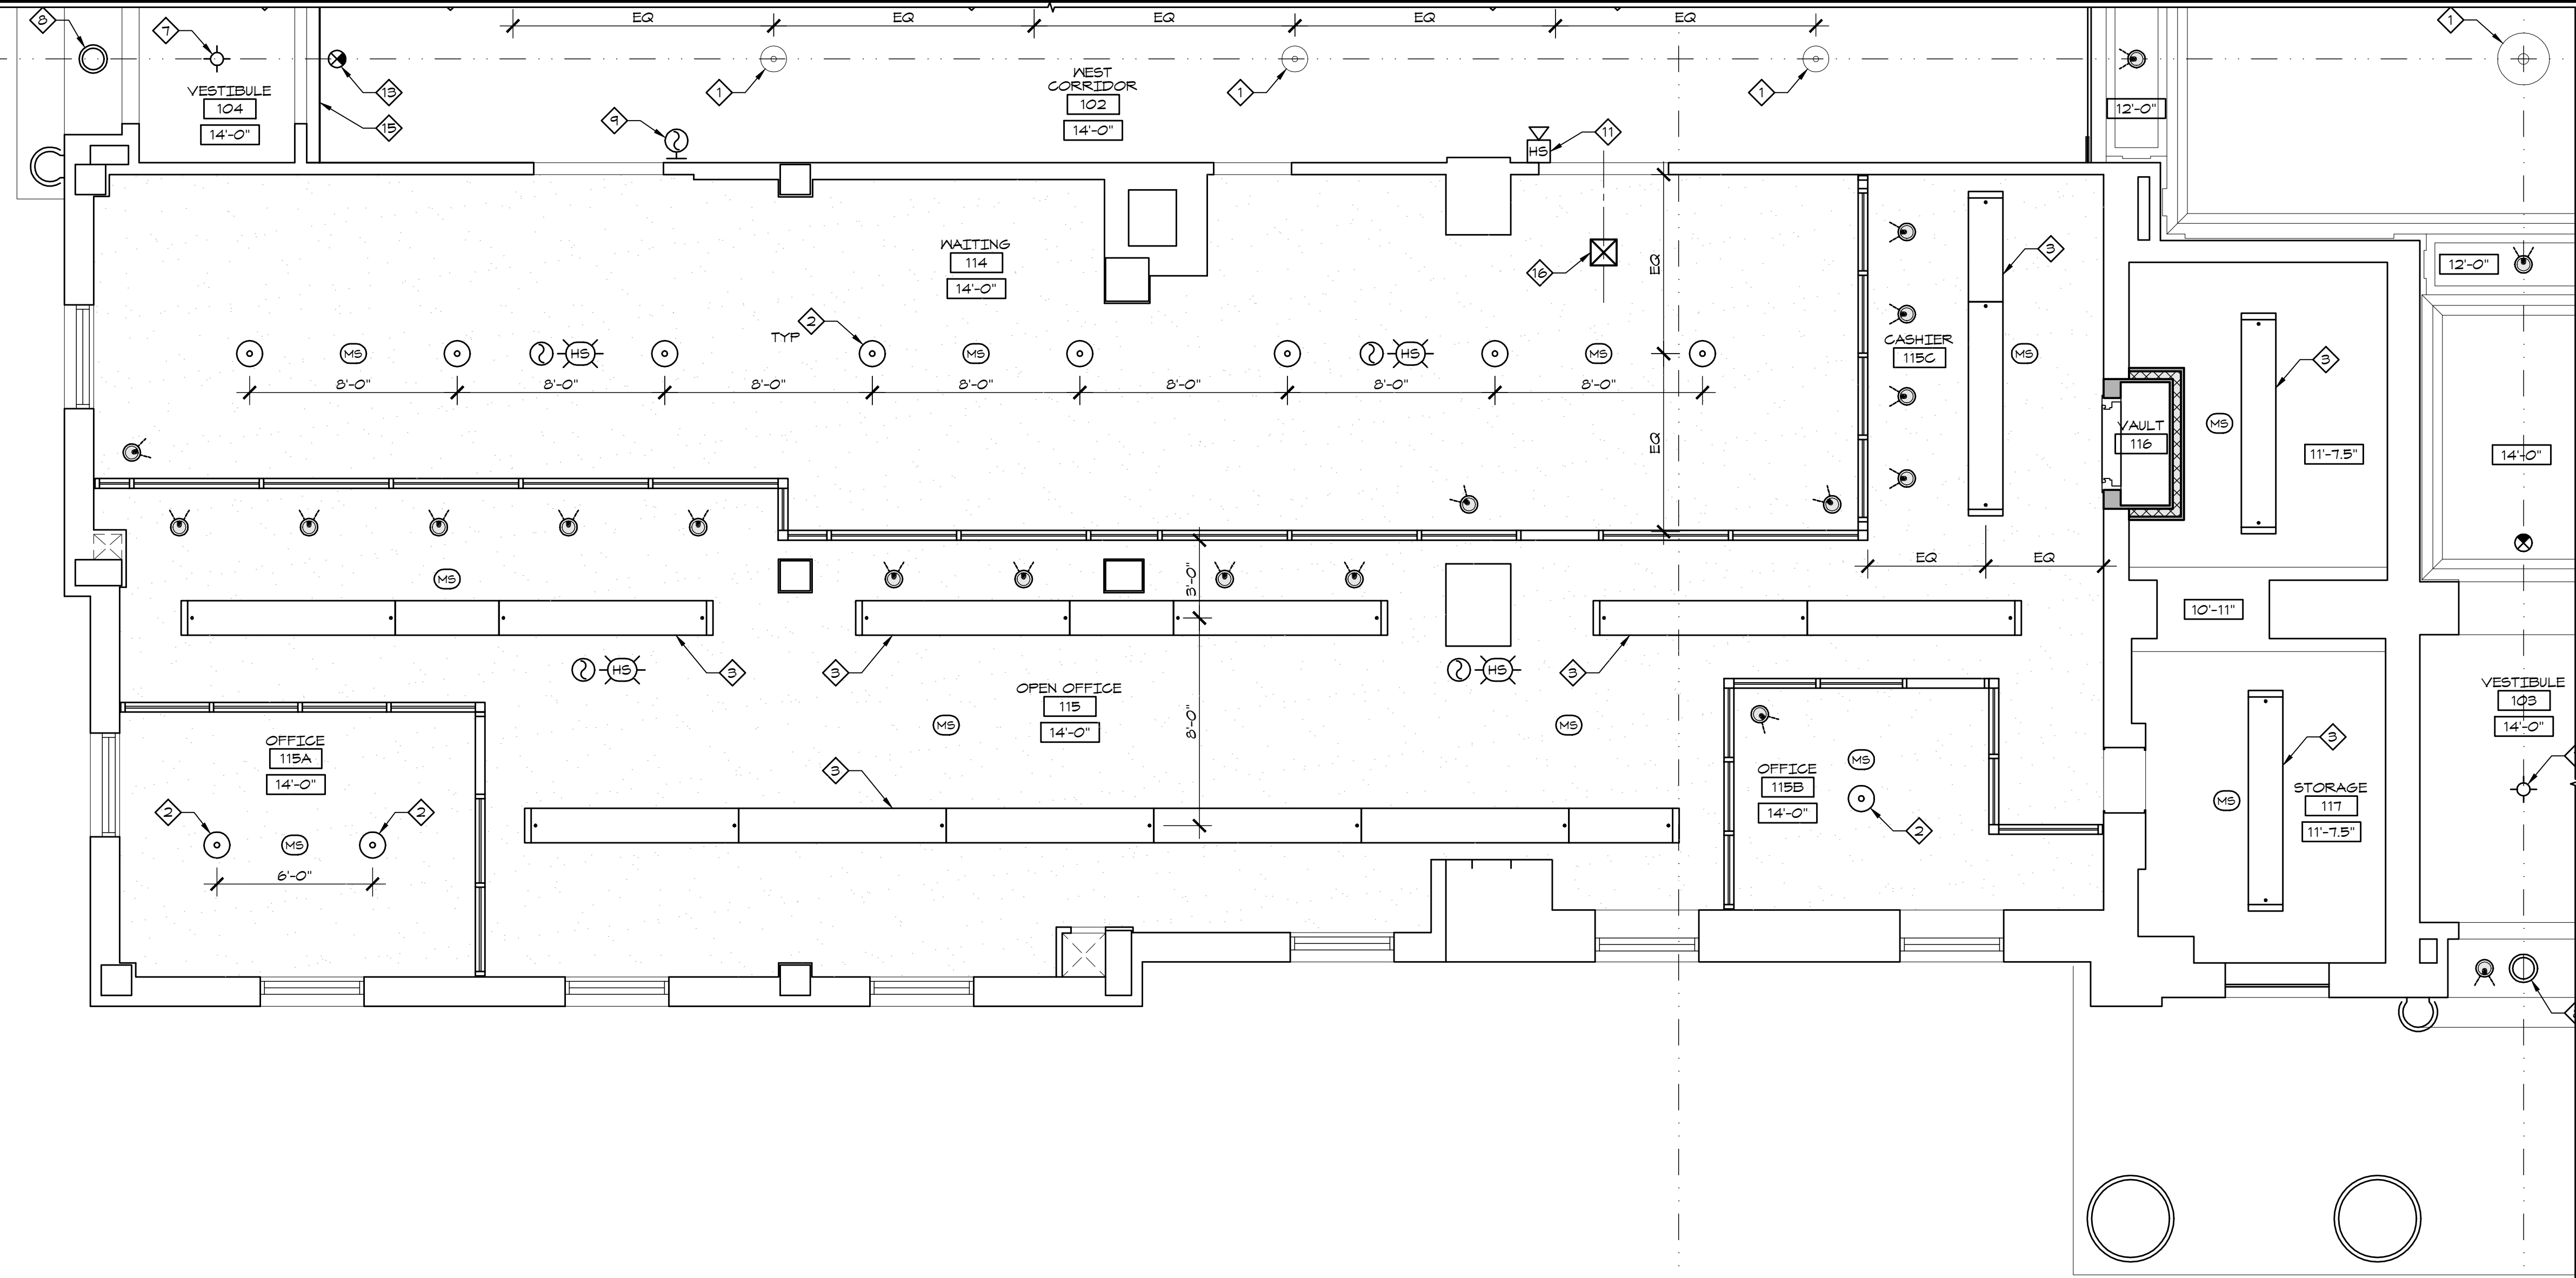 EQ EQ EQ EQ EQ
8
7
1
VESTIBULE
104
14'-0"
13
15
1
1
1
WEST
CORRIDOR
102
14'-0"
12'-0"
9
11
HS
WAITING
114
14'-0"
16
EQ
3
12'-0"
2
TYP
MS
HS
MS
HS
MS
CASHIER
115C
MS
3
8'-0" 8'-0" 8'-0" 8'-0" 8'-0" 8'-0" 8'-0"
EQ
MS
VAULT
116
11'-7.5"
14'-0"
MS
3'-0"
EQ EQ
10'-11"
HS
3
3
HS
3
OPEN OFFICE
115
14'-0"
MS
MS
8'-0"
VESTIBULE
103
14'-0"
OFFICE
115A
14'-0"
3
OFFICE
115B
14'-0"
MS
3
STORAGE
117
11'-7.5"
MS
2
2
MS
2
6'-0"